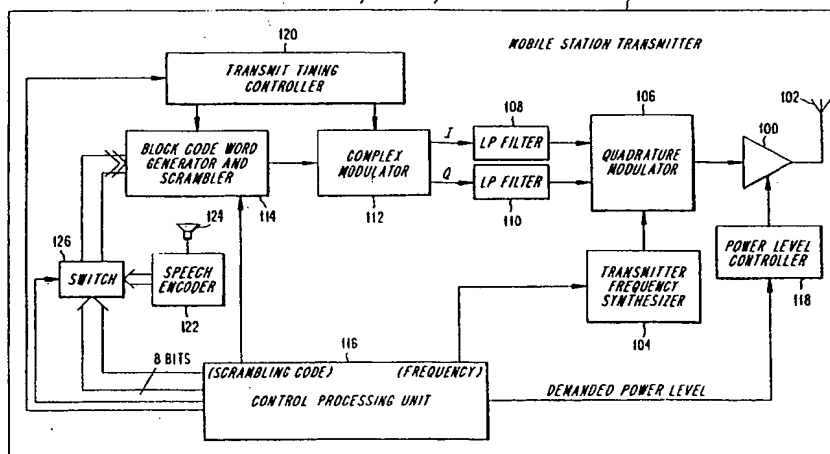 120
MOBILE STATION TRANSMITTER
TRANSMIT TIMING
CONTROLLER
102
106
100
108
I
LP FILTER
BLOCK CODE WORD
GENERATOR AND
SCRAMBLER
COMPLEX
MODULATOR
QUADRATURE
MODULATOR
Q
LP FILTER
110
114
112
124
126
SWITCH
SPEECH
ENCODER
122
POWER LEVEL
CONTROLLER
118
TRANSMITTER
FREQUENCY
SYNTHESIZER
104
116
8 BITS
(SCRAMBLING CODE)
(FREQUENCY)
CONTROL PROCESSING
UNIT
DEMANDED POWER LEVEL